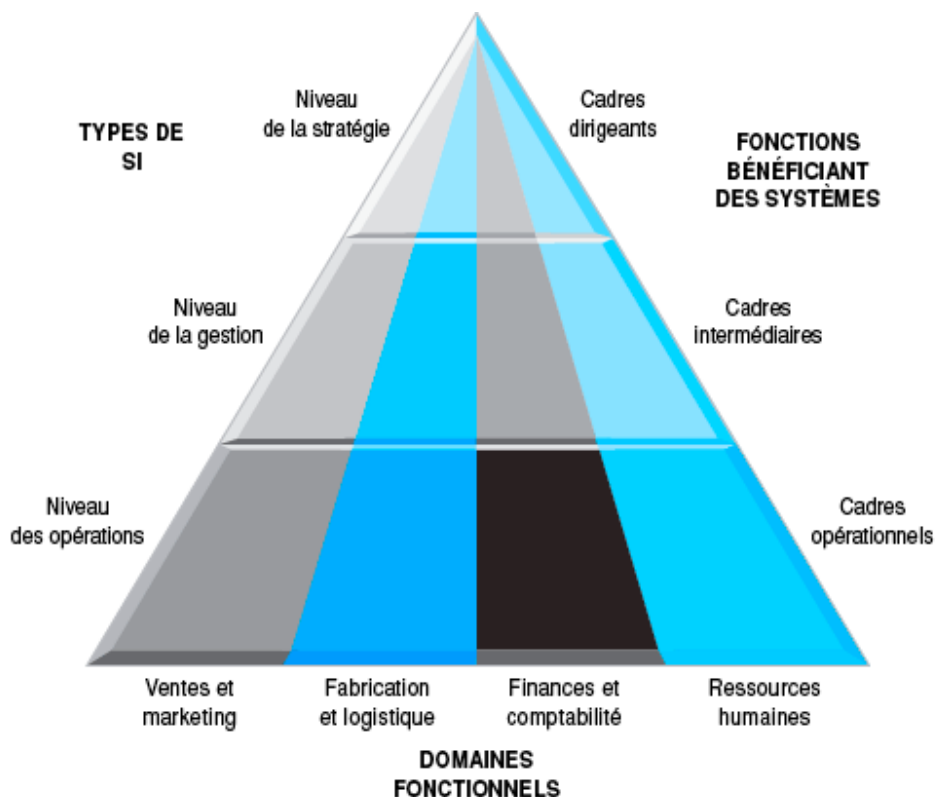 TYPES DE
SI
Niveau
de la stratégie
Cadres
dirigeants
FONCTIONS
BÉNÉFICIANT
DES SYSTÈMES
Niveau
de la gestion
Cadres
intermédiaires
Niveau
des opérations
Cadres
opérationnels
Ventes et
marketing
Fabrication
et logistique
Finances et
comptabilité
Ressources
humaines
DOMAINES
FONCTIONNELS